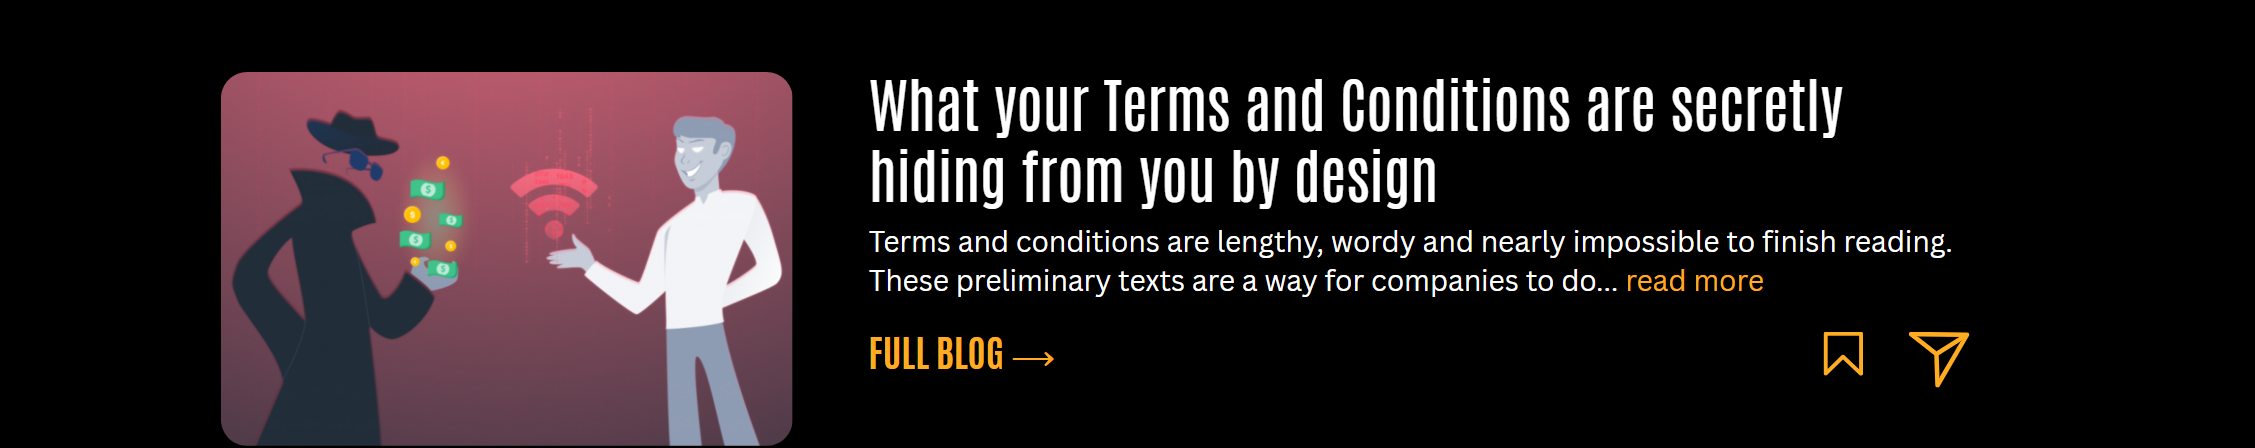 What your Terms and Conditions are secretly
hiding from you by design
Terms and conditions are lengthy, wordy and nearly impossible to finish reading.
These preliminary texts are a way for companies to do... read more
FULL BLOG →